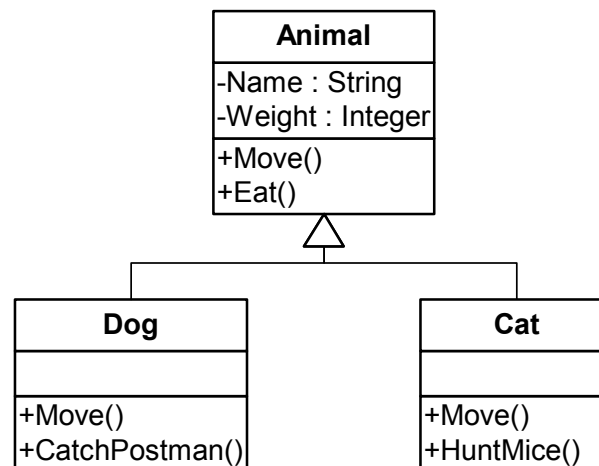 Animal
-Name : String
-Weight : Integer
+Move()
+Eat()
Dog
+Move()
+CatchPostman()
Cat
+Move()
+HuntMice()